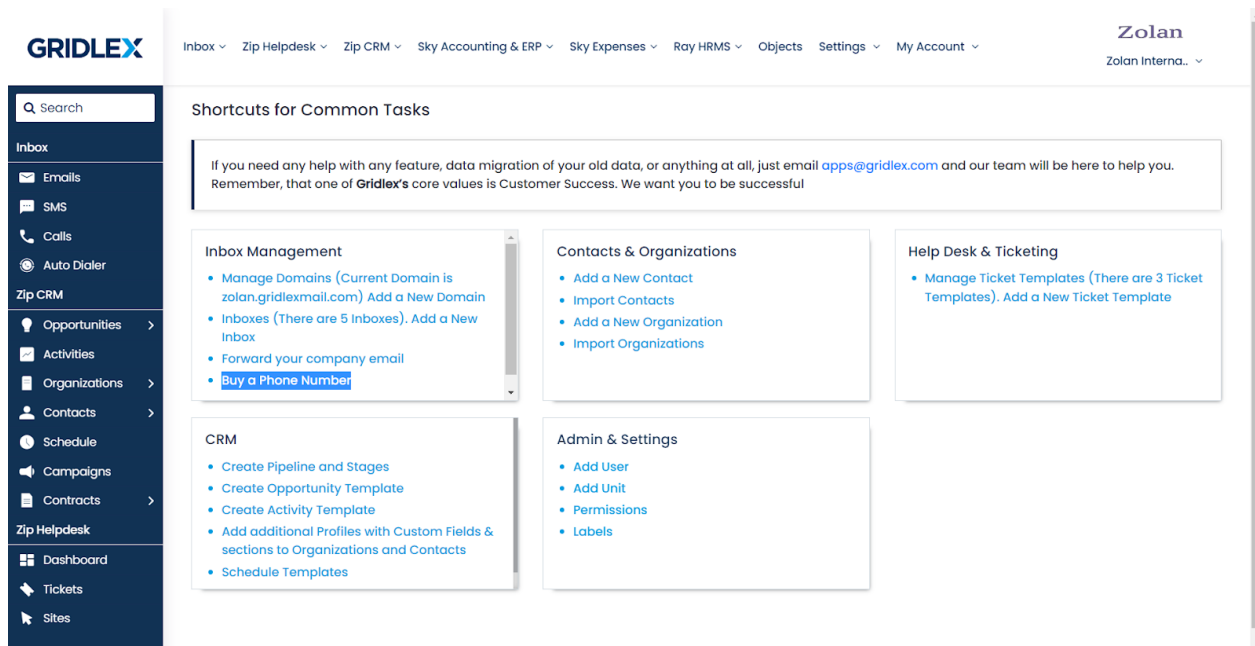 GRIDLEX
Inbox
Zip Helpdesk
Zip CRM
Sky Accounting & ERP
Sky Expenses
Ray HRMS
Objects
Settings
My Account
Zolan
Zolan Interna..
Search
Inbox
Emails
SMS
Calls
Auto Dialer
Zip CRM
Opportunities
Activities
Organizations
Contacts
Schedule
Campaigns
Contracts
Zip Helpdesk
Dashboard
Tickets
Sites
Shortcuts for Common Tasks
If you need any help with any feature, data migration of your old data, or anything at all, just email apps@gridlex.com and our team will be here to help you.
Remember, that one of Gridlex's core values is Customer Success. We want you to be successful
Inbox Management
Manage Domains (Current Domain is
zolan.gridlexmail.com) Add a New Domain
Inboxes (There are 5 Inboxes). Add a New
Inbox
Forward your company email
Buy a Phone Number
Contacts & Organizations
Add a New Contact
Import Contacts
Add a New Organization
Import Organizations
Help Desk & Ticketing
Manage Ticket Templates (There are 3 Ticket
Templates). Add a New Ticket Template
CRM
Create Pipeline and Stages
Create Opportunity Template
Create Activity Template
Add additional Profiles with Custom Fields &
sections to Organizations and Contacts
Schedule Templates
Admin & Settings
Add User
Add Unit
Permissions
Labels